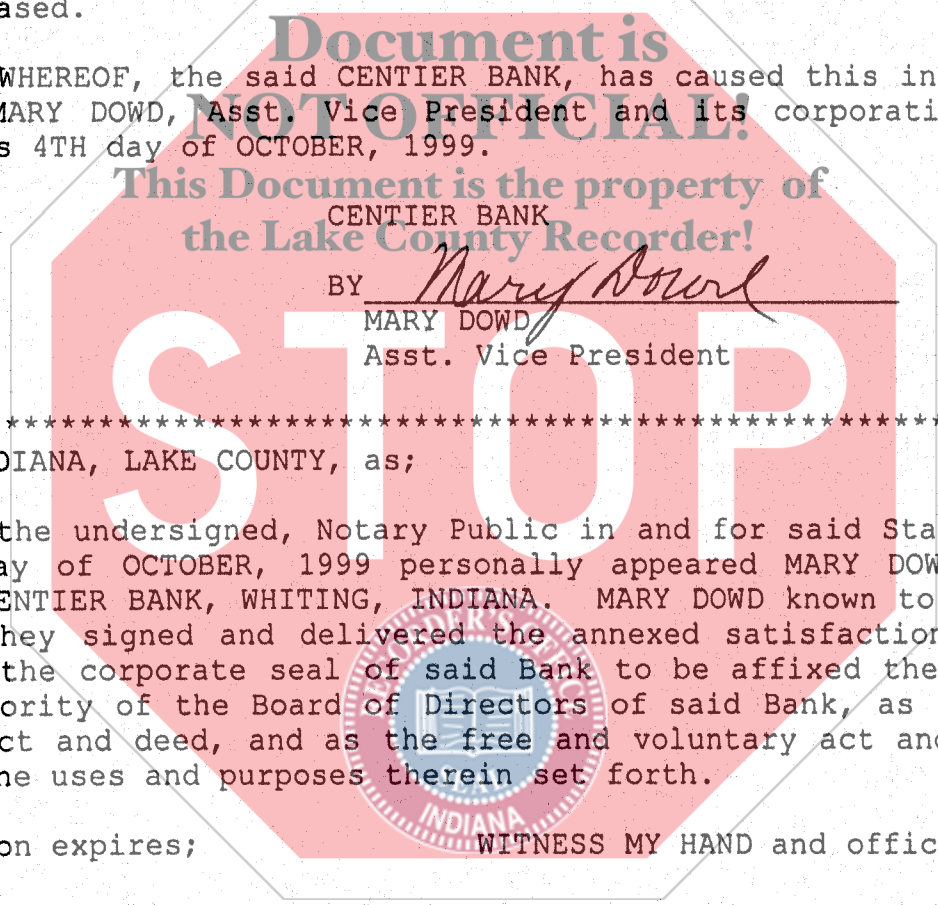 ased.
Document is
WHEREOF, the said CENTIER BANK, has caused this in
MARY DOWD, Asst. Vice President and its corporati
NOT OFFICIAL!
s 4TH day of OCTOBER, 1999.
This Document is the property of
CENTIER BANK
the Lake County Recorder!
BY Mary Dowd
MARY DOWD
Asst. Vice President
STOP
****************************************************
DIANA, LAKE COUNTY, as;
the undersigned, Notary Public in and for said Sta
ay of OCTOBER, 1999 personally appeared MARY DOW
ENTIER BANK, WHITING, INDIANA. MARY DOWD known to
hey signed and delivered the annexed satisfaction
the corporate seal of said Bank to be affixed the
ority of the Board of Directors of said Bank, as
ct and deed, and as the free and voluntary act and
ne uses and purposes therein set forth.
RECORDER'S OFFICE
INDIANA
on expires; WITNESS MY HAND and offic